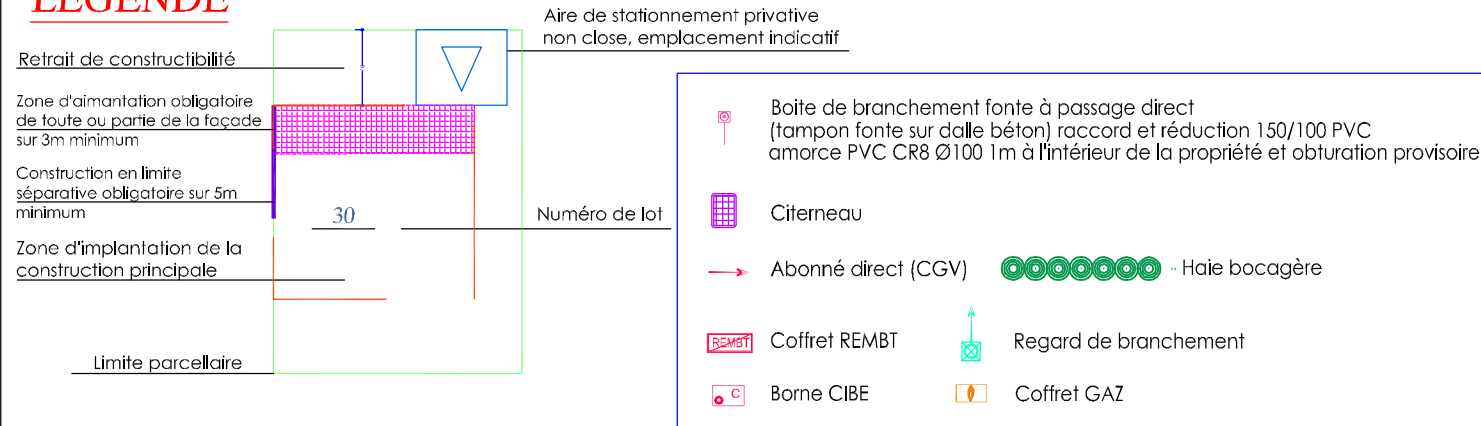 LEGENDE
Aire de stationnement privative
non close, emplacement indicatif
Retrait de constructibilité
Zone d'aimantation obligatoire
de toute ou partie de la façade
sur 3m minimum
Construction en limite
séparative obligatoire sur 5m
minimum
30
Numéro de lot
Zone d'implantation de la
construction principale
Limite parcellaire
Boite de branchement fonte à passage direct
(tampon fonte sur dalle béton) raccord et réduction 150/100 PVC
amorce PVC CR8 Ø100 1m à l'intérieur de la propriété et obturation provisoire
Citerneau
Abonné direct (CGV)
Haie bocagère
REMBT
Coffret REMBT
Regard de branchement
C
Borne CIBE
Coffret GAZ